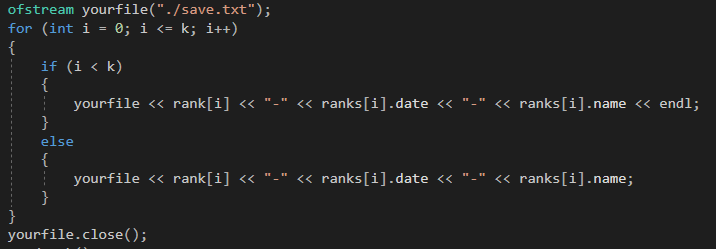 ofstream yourfile("./save.txt");
for (int i = 0; i <= k; i++)
{
if (i < k)
{
yourfile << rank[i] << "-" << ranks[i].date << "-" << ranks[i].name << endl;
}
else
{
yourfile << rank[i] << "-" << ranks[i].date << "-" << ranks[i].name;
}
}
yourfile.close();